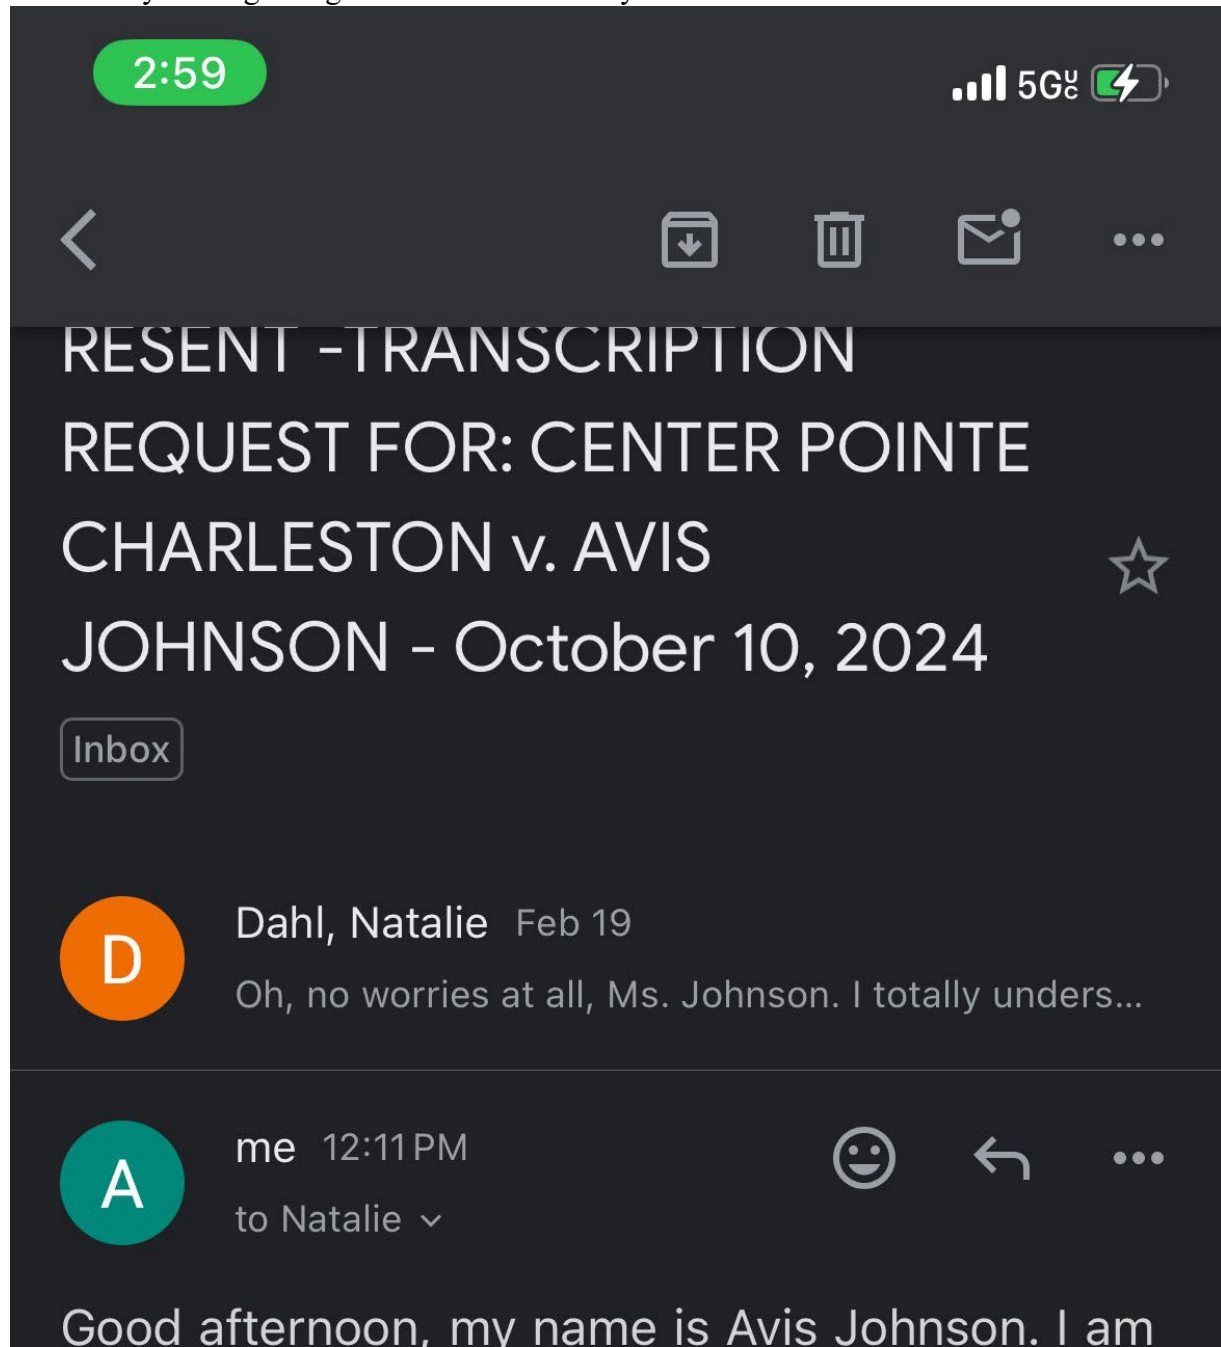 2:59
5G UC
RESENT -TRANSCRIPTION
REQUEST FOR: CENTER POINTE
CHARLESTON v. AVIS
JOHNSON - October 10, 2024
Inbox
D
Dahl, Natalie Feb 19
Oh, no worries at all, Ms. Johnson. I totally unders...
A
me 12:11 PM
to Natalie
Good afternoon, my name is Avis Johnson. I am